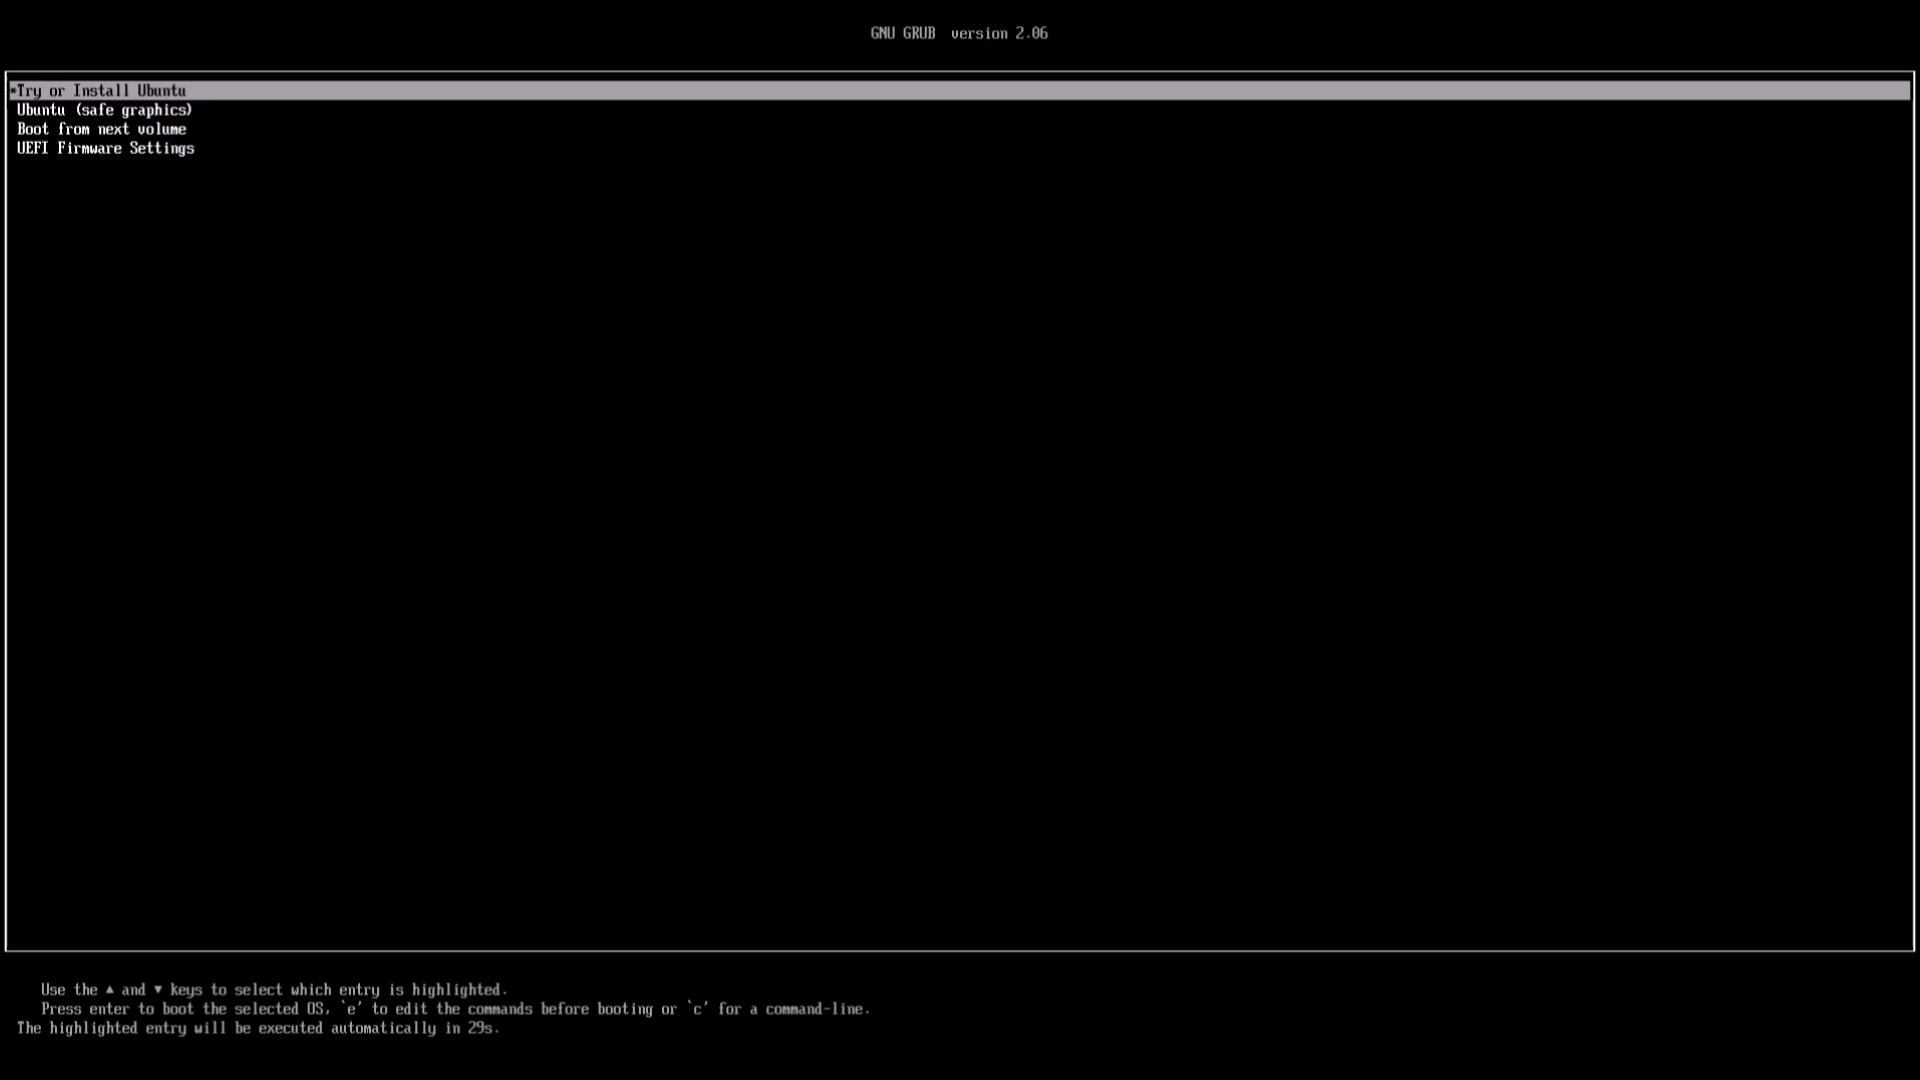 GNU GRUB  version 2.06
*Try or Install Ubuntu
Ubuntu (safe graphics)
Boot from next volume
UEFI Firmware Settings
Use the ▲ and ▼ keys to select which entry is highlighted.
Press enter to boot the selected OS, `e' to edit the commands before booting or `c' for a command-line.
The highlighted entry will be executed automatically in 29s.